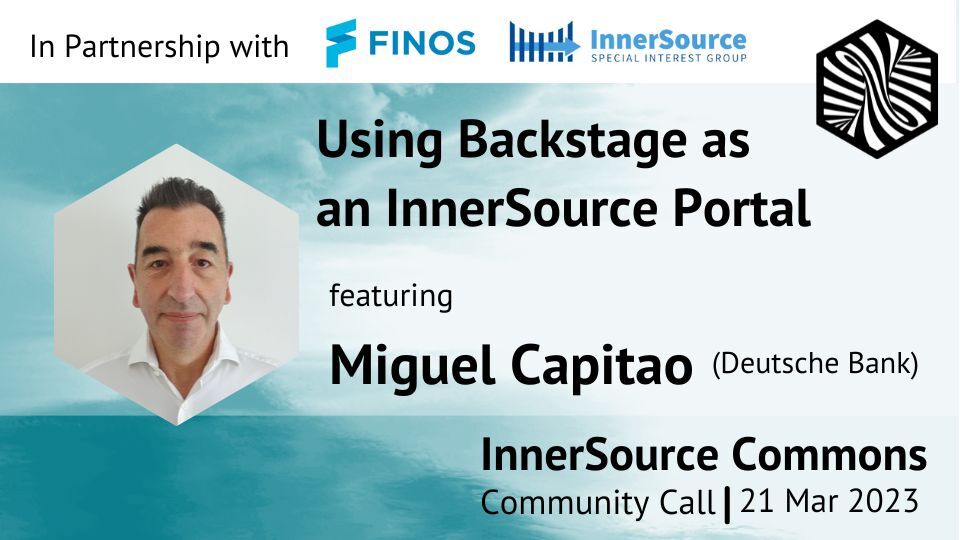 In Partnership with
FINOS
InnerSource
SPECIAL INTEREST GROUP
Using Backstage as
an InnerSource Portal
featuring
Miguel Capitao (Deutsche Bank)
InnerSource Commons
Community Call | 21 Mar 2023